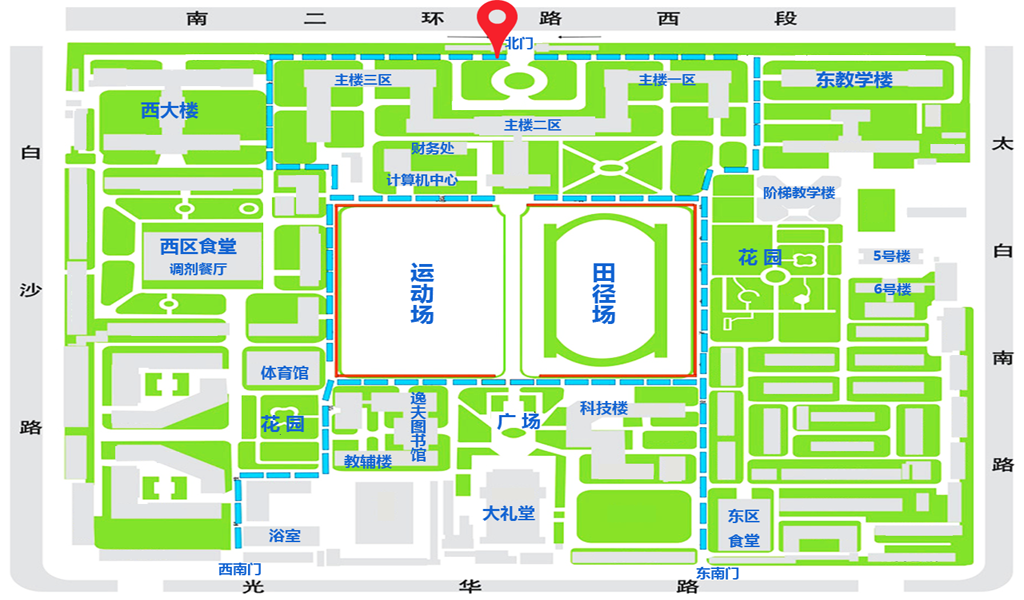 南二环路西段
北门
主楼三区
主楼一区
东教学楼
西大楼
主楼二区
财务处
计算机中心
阶梯教学楼
西区食堂
调剂餐厅
运动场
田径场
花园
5号楼
6号楼
体育馆
花园
逸夫图书馆
广场
科技楼
教辅楼
大礼堂
东区
食堂
浴室
西南门
东南门
白沙路
太白南路
光华路